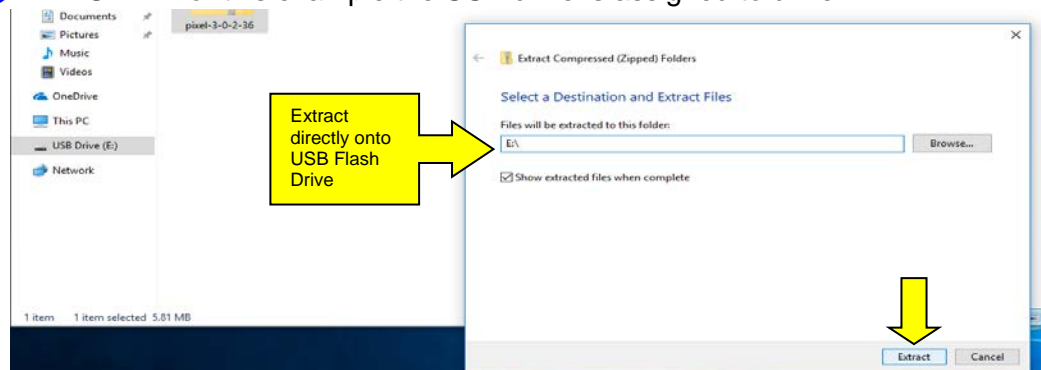 Documents
Pictures
Music
Videos
OneDrive
This PC
USB Drive (E:)
Network
pixel-3-0-2-36
1 item 1 item selected 5.81 MB
Extract
directly onto
USB Flash
Drive
Extract Compressed (Zipped) Folders
Select a Destination and Extract Files
Files will be extracted to this folder:
E:\
Browse...
Show extracted files when complete
Extract
Cancel